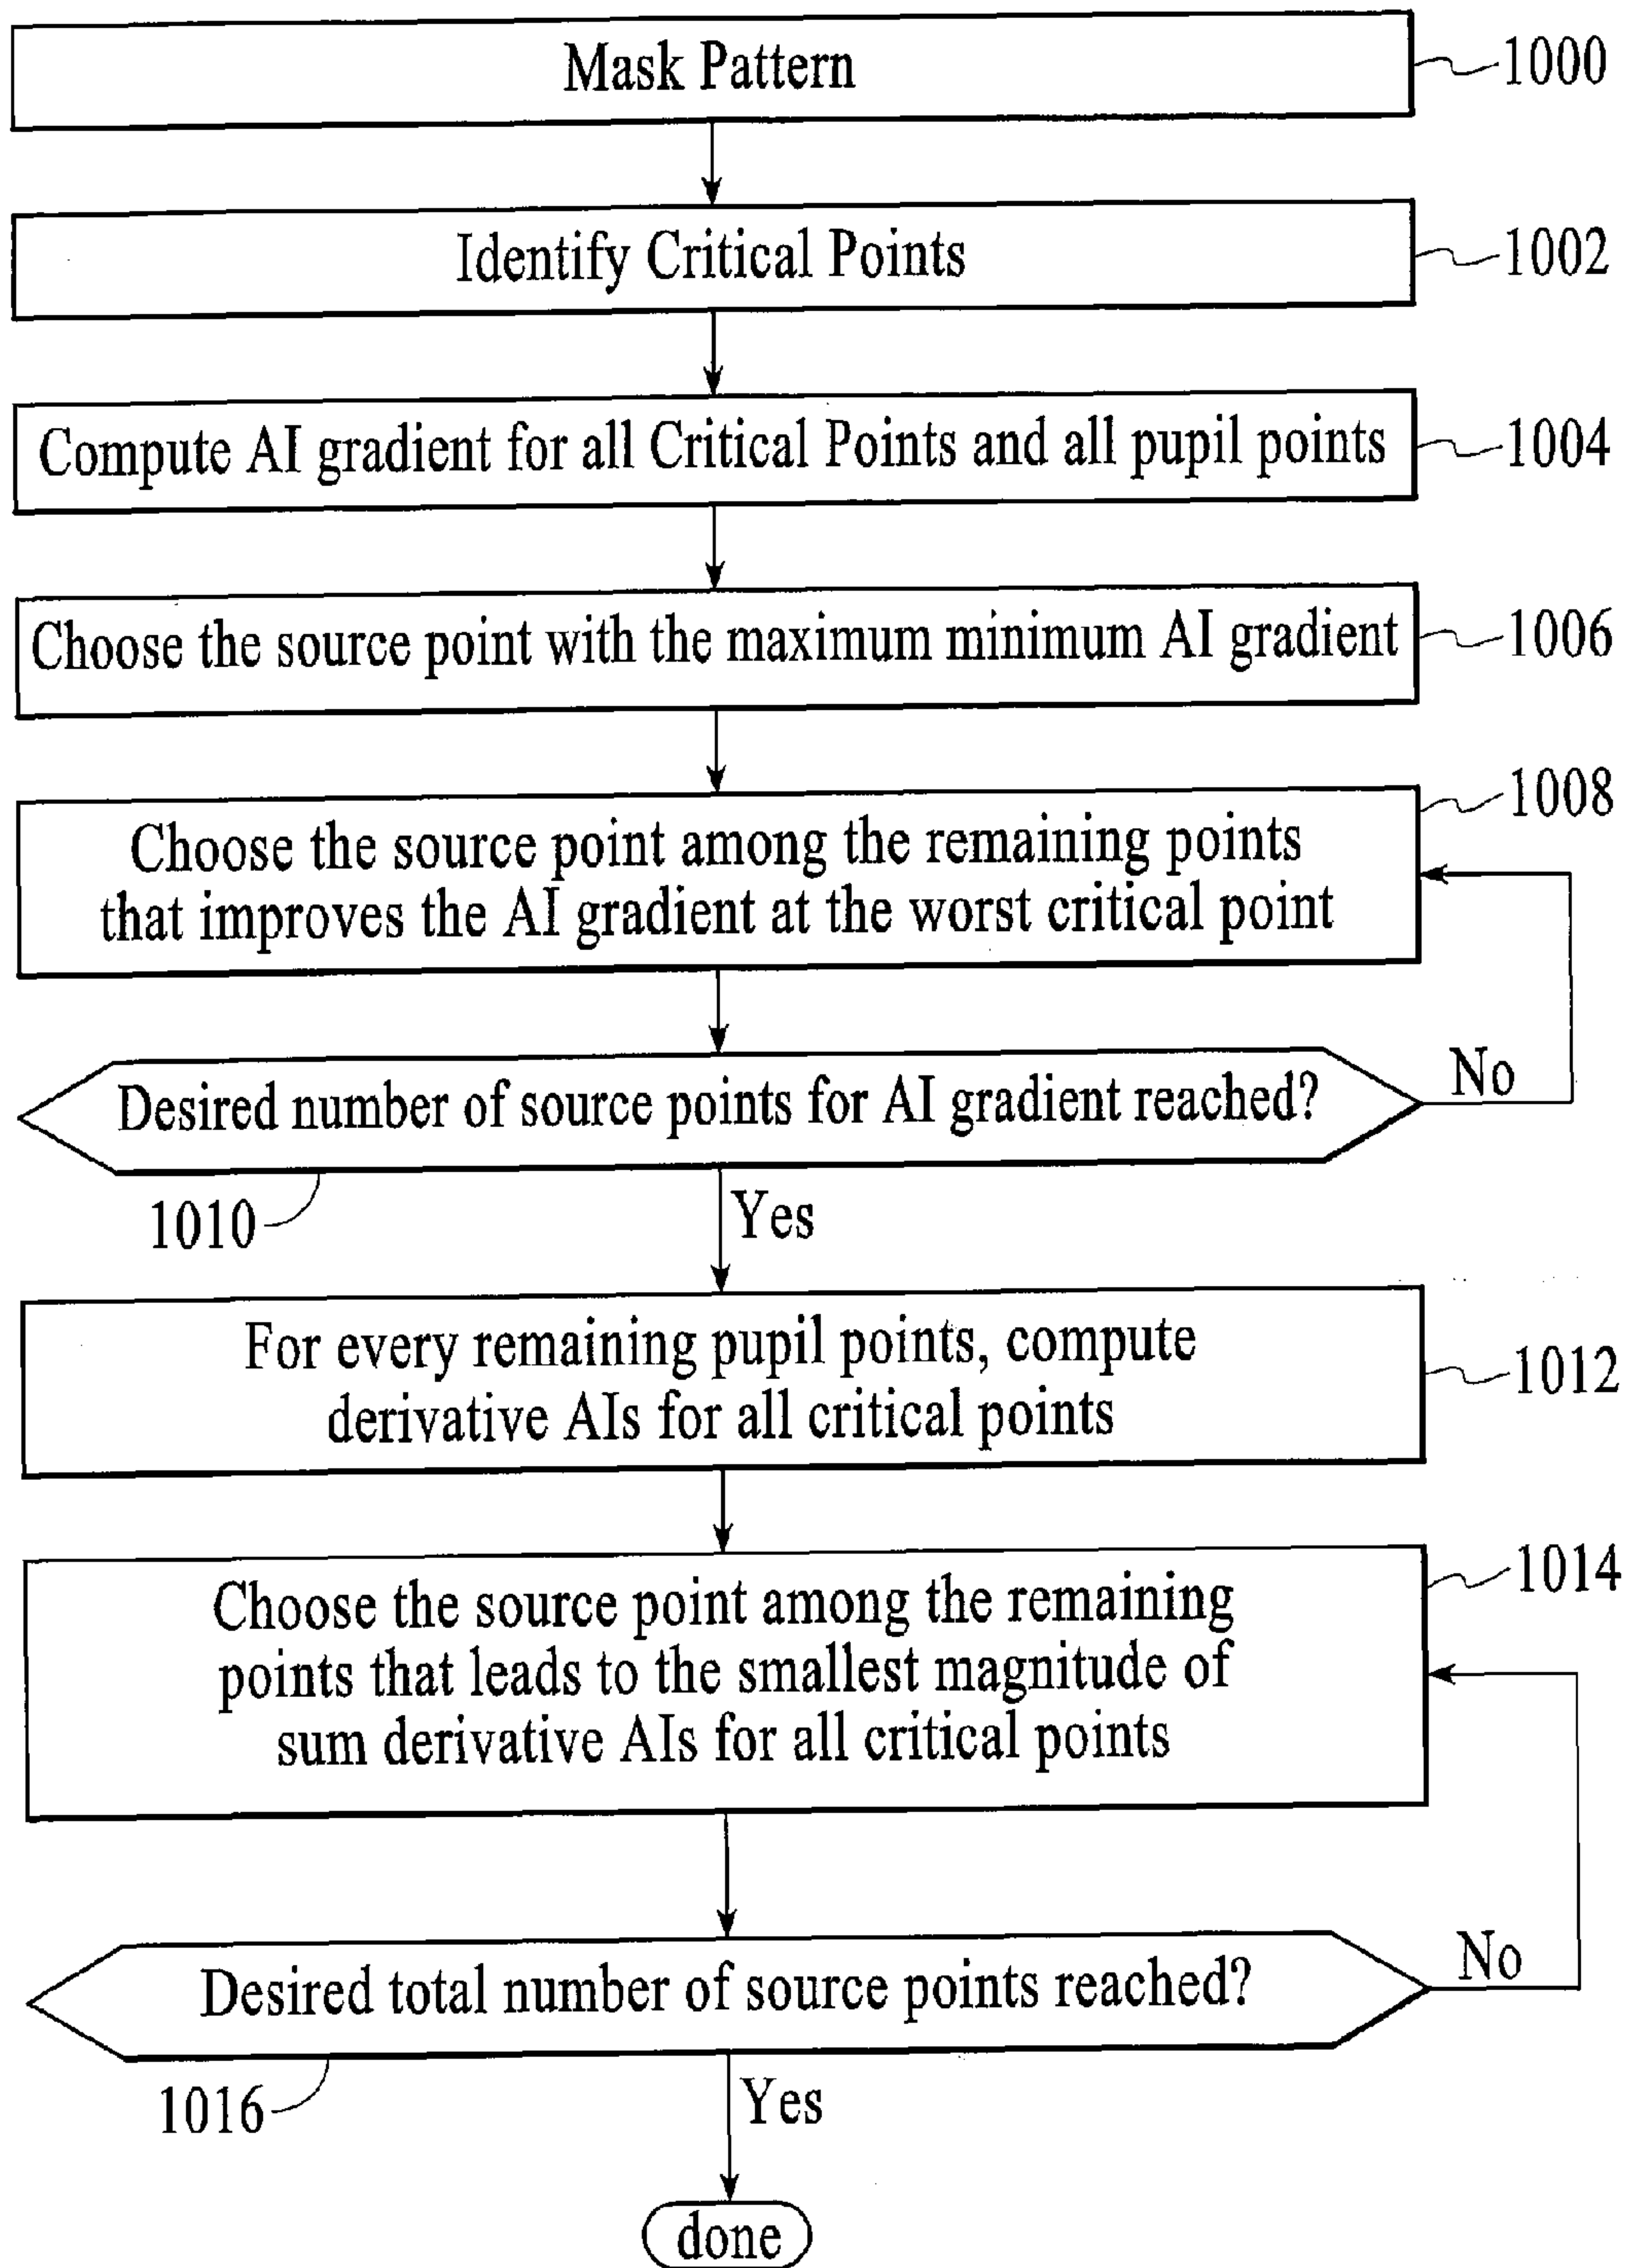 Mask Pattern
1000
Identify Critical Points
1002
Compute AI gradient for all Critical Points and all pupil points
1004
Choose the source point with the maximum minimum AI gradient
1006
1008
Choose the source point among the remaining points
that improves the AI gradient at the worst critical point
Desired number of source points for AI gradient reached?
No
1010
Yes
For every remaining pupil points, compute
derivative AIs for all critical points
1012
1014
Choose the source point among the remaining
points that leads to the smallest magnitude of
sum derivative AIs for all critical points
Desired total number of source points reached?
No
1016
Yes
done